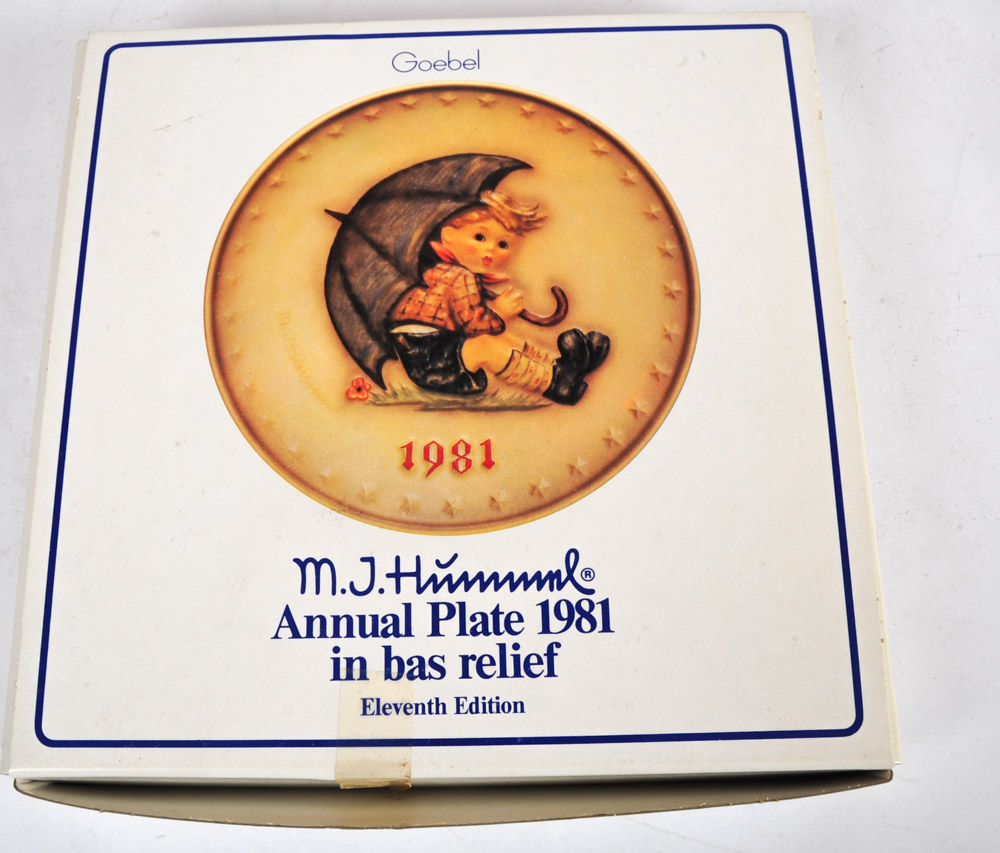 Goebel
1981
M.J.Hummel®
Annual Plate 1981
in bas relief
Eleventh Edition